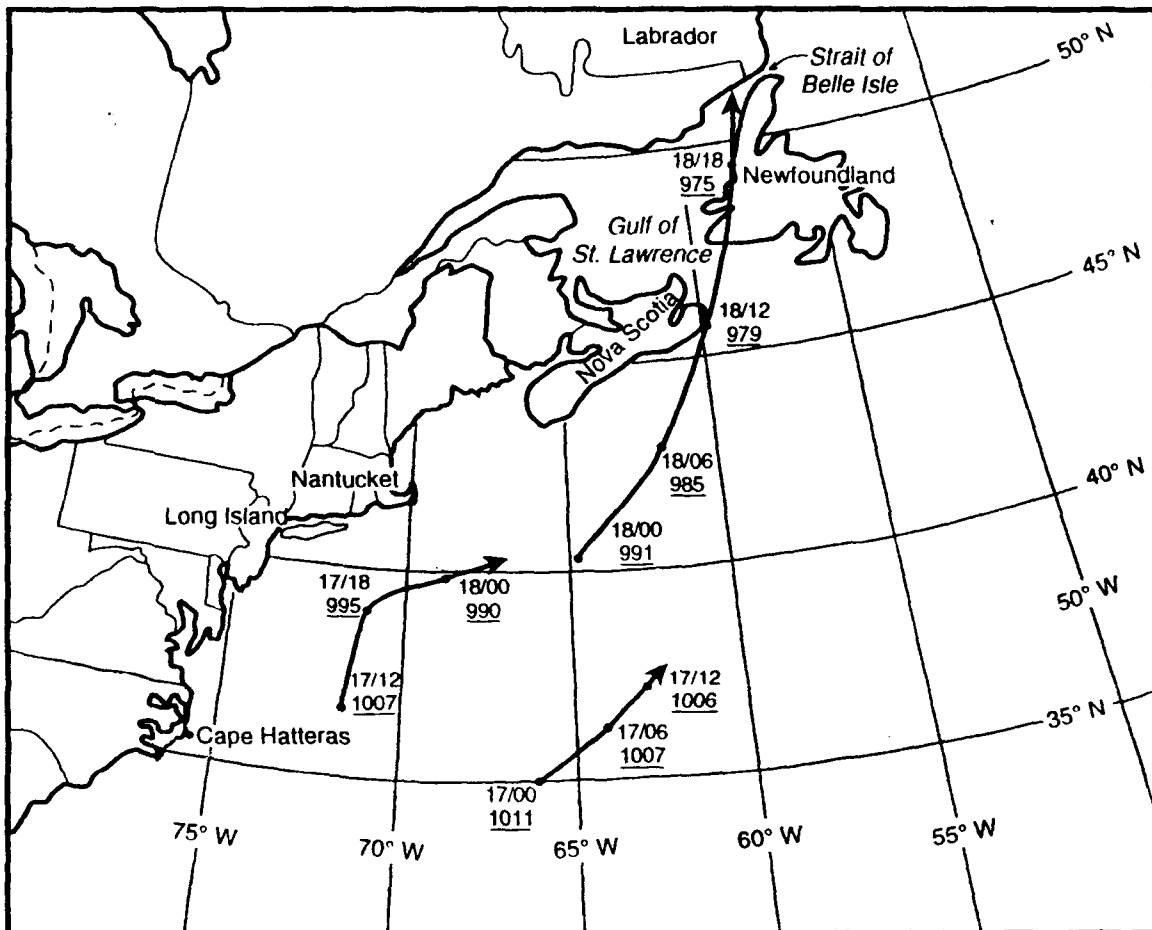 Labrador
Strait of
Belle Isle
50° N
18/18
975
Newfoundland
Gulf of
St. Lawrence
45° N
Nova Scotia
18/12
979
18/06
985
40° N
Nantucket
Long Island
18/00
991
17/18
995
18/00
990
50° W
17/12
1007
17/12
1006
35° N
Cape Hatteras
17/06
1007
17/00
1011
75° W
70° W
65° W
60° W
55° W